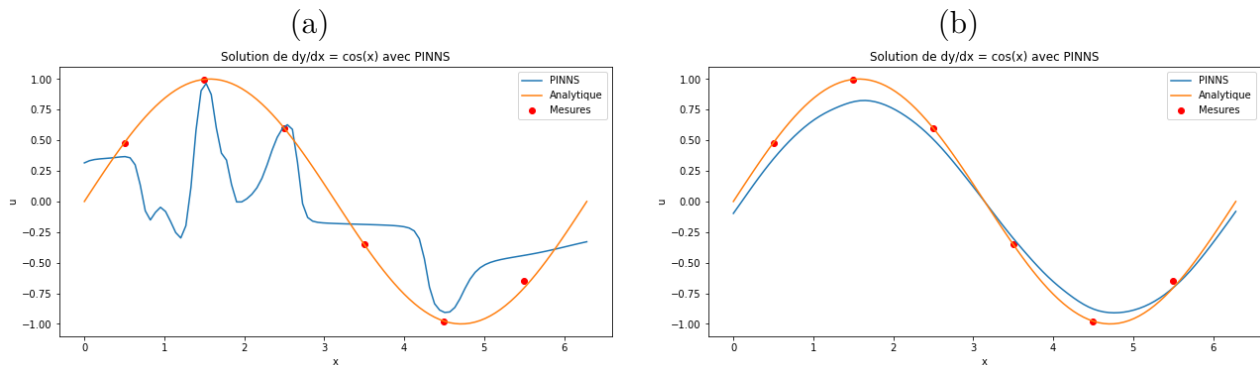 (a)
Solution de dy/dx = cos(x) avec PINNS
PINNS
Analytique
Mesures
1.00
0.75
0.50
0.25
0.00
−0.25
−0.50
−0.75
−1.00
u
0 1 2 3 4 5 6
x
(b)
Solution de dy/dx = cos(x) avec PINNS
PINNS
Analytique
Mesures
1.00
0.75
0.50
0.25
0.00
−0.25
−0.50
−0.75
−1.00
u
0 1 2 3 4 5 6
x